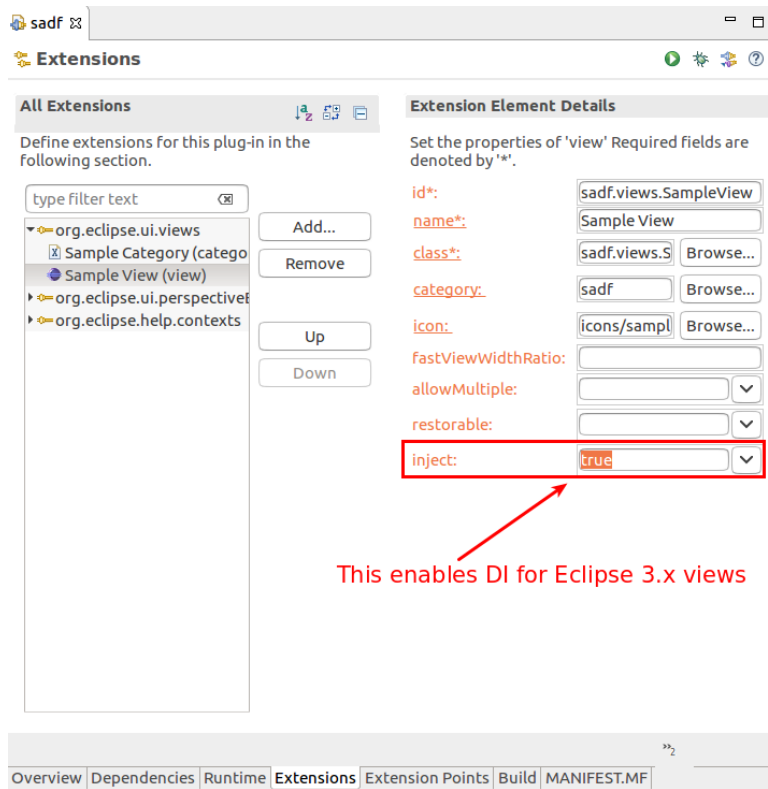 sadf
Extensions
All Extensions
Define extensions for this plug-in in the
following section.
type filter text
org.eclipse.ui.views
Sample Category (catego
Sample View (view)
org.eclipse.ui.perspectiveE
org.eclipse.help.contexts
Add...
Remove
Up
Down
Extension Element Details
Set the properties of 'view' Required fields are
denoted by '*'.
id*: sadf.views.SampleView
name*: Sample View
class*: sadf.views.S Browse...
category: sadf Browse...
icon: icons/sampl Browse...
fastViewWidthRatio:
allowMultiple:
restorable:
inject: true
This enables DI for Eclipse 3.x views
»2
Overview Dependencies Runtime Extensions Extension Points Build MANIFEST.MF